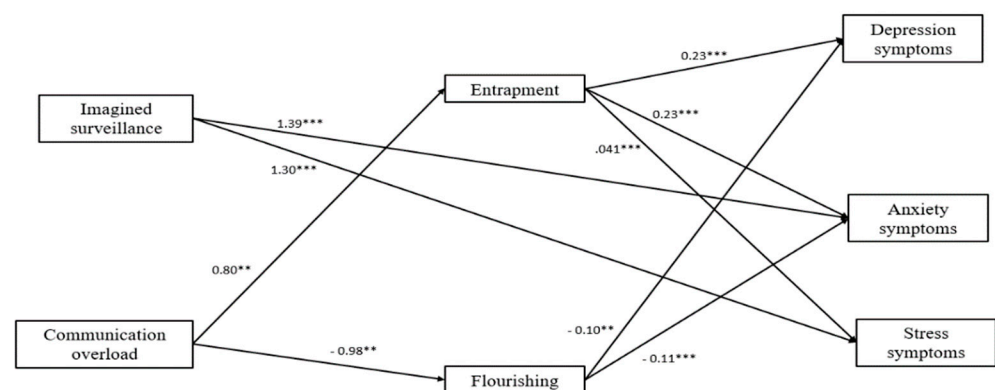 Depression
symptoms
0.23***
Entrapment
Imagined
surveillance
1.39***
0.23***
.041***
1.30***
Anxiety
symptoms
0.80**
Communication
overload
- 0.98**
- 0.10**
- 0.11***
Stress
symptoms
Flourishing